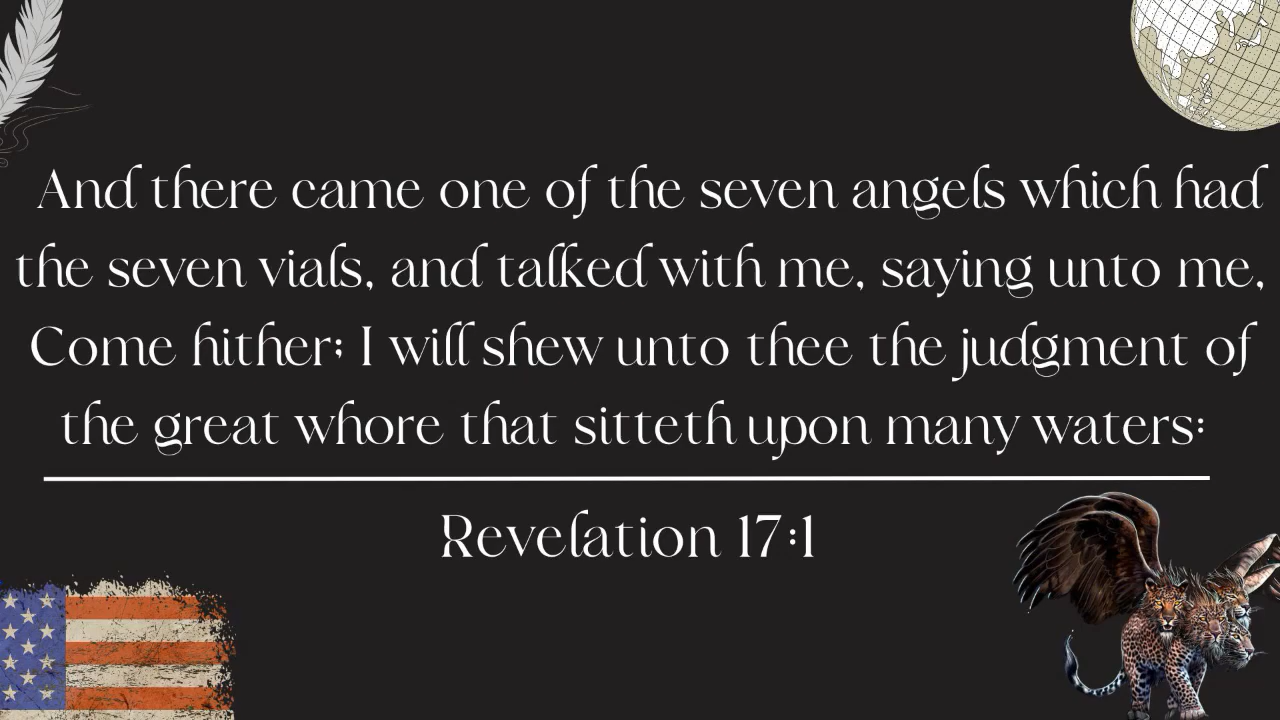 And there came one of the seven angels which had
the seven vials, and talked with me, saying unto me,
Come hither; I will shew unto thee the judgment of
the great whore that sitteth upon many waters:
Revelation 17:1